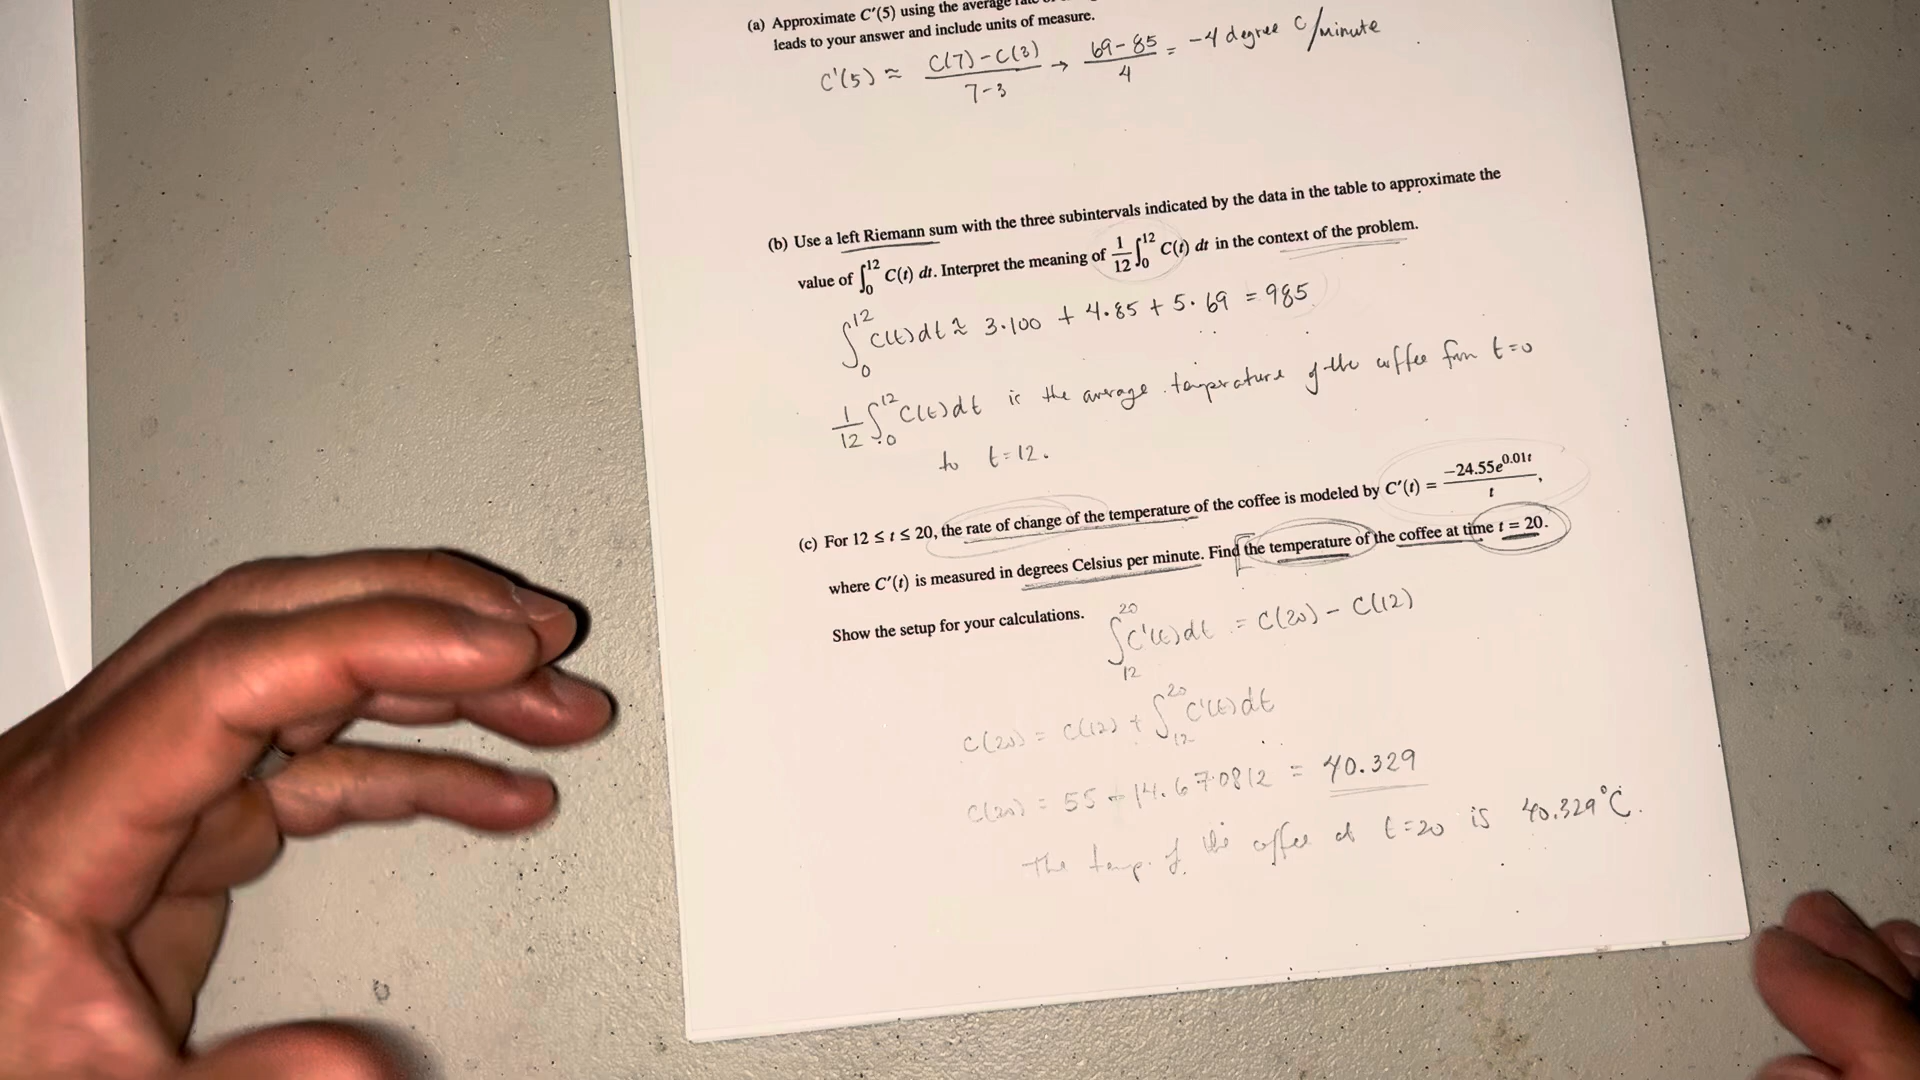 (a) Approximate C′(5) using the average
leads to your answer and include units of measure.
C'(5) ≈ C(7)-C(3) / 7-3 → 69-85 / 4 = -4 degree C/minute
(b) Use a left Riemann sum with the three subintervals indicated by the data in the table to approximate the
value of ∫₀¹² C(t) dt. Interpret the meaning of 1/12 ∫₀¹² C(t) dt in the context of the problem.
∫₀¹² C(t)dt ≈ 3·100 + 4·85 + 5·69 = 985
1/12 ∫₀¹² C(t)dt is the average temperature of the coffee from t=0
to t=12.
(c) For 12 ≤ t ≤ 20, the rate of change of the temperature of the coffee is modeled by C′(t) = −24.55e^0.01t / t,
where C′(t) is measured in degrees Celsius per minute. Find the temperature of the coffee at time t = 20.
Show your setup for your calculations.
∫₁₂²⁰ C'(t)dt = C(20) - C(12)
C(20) = C(12) + ∫₁₂²⁰ C'(t)dt
C(20) = 55 - 14.670812 = 40.329
The temp. of the coffee at t=20 is 40.329°C.